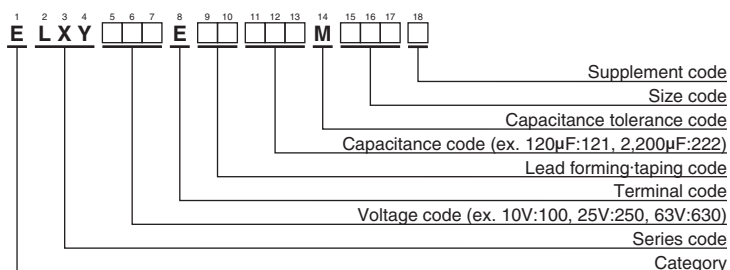 1 2 3 4 5 6 7 8 9 10 11 12 13 14 15 16 17 18
E L X Y □□□ E □□ □□□ M □□□ □
Supplement code
Size code
Capacitance tolerance code
Capacitance code (ex. 120µF:121, 2,200µF:222)
Lead forming·taping code
Terminal code
Voltage code (ex. 10V:100, 25V:250, 63V:630)
Series code
Category